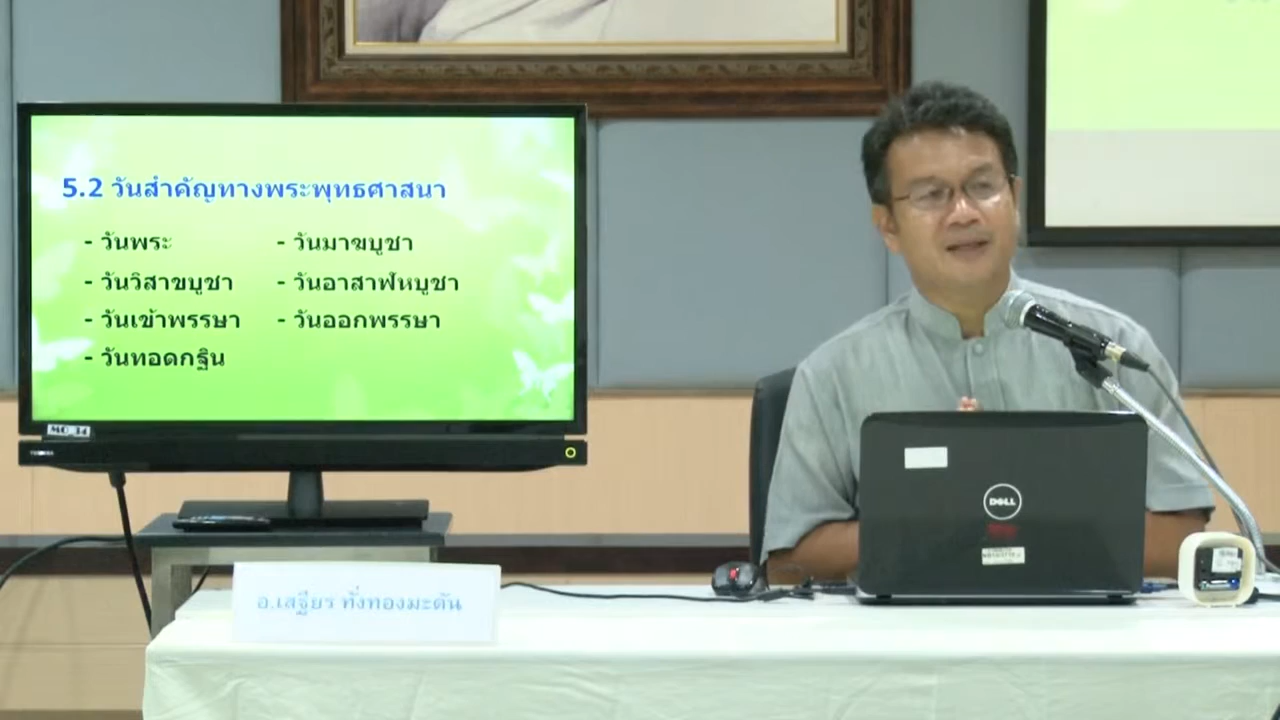 5.2 วันสำคัญทางพระพุทธศาสนา
- วันพระ - วันมาฆบูชา
- วันวิสาขบูชา - วันอาสาฬหบูชา
- วันเข้าพรรษา - วันออกพรรษา
- วันทอดกฐิน
TOSHIBA
อ.เสฐียร ทั่งทองมะดัน
DELL